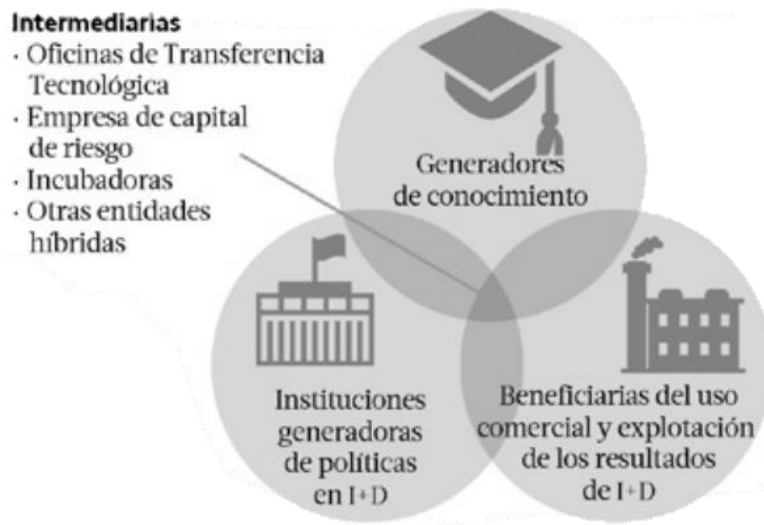 Intermediarias
· Oficinas de Transferencia
Tecnológica
· Empresa de capital
de riesgo
· Incubadoras
· Otras entidades
híbridas
Generadores
de conocimiento
Instituciones
generadoras
de políticas
en I+D
Beneficiarias del uso
comercial y explotación
de los resultados
de I+D